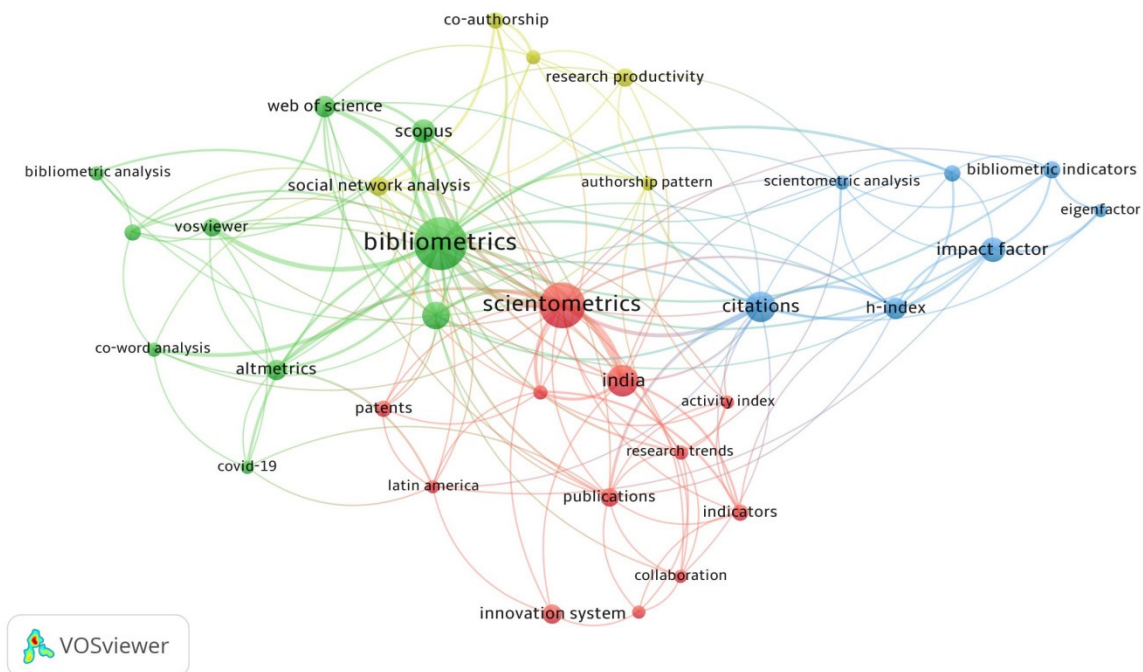 co-authorship
research productivity
web of science
scopus
bibliometric analysis
social network analysis
authorship pattern
scientometric analysis
bibliometric indicators
eigenfactor
vosviewer
bibliometrics
impact factor
scientometrics
citations
h-index
co-word analysis
altmetrics
india
patents
activity index
research trends
covid-19
latin america
publications
indicators
collaboration
innovation system
VOSviewer